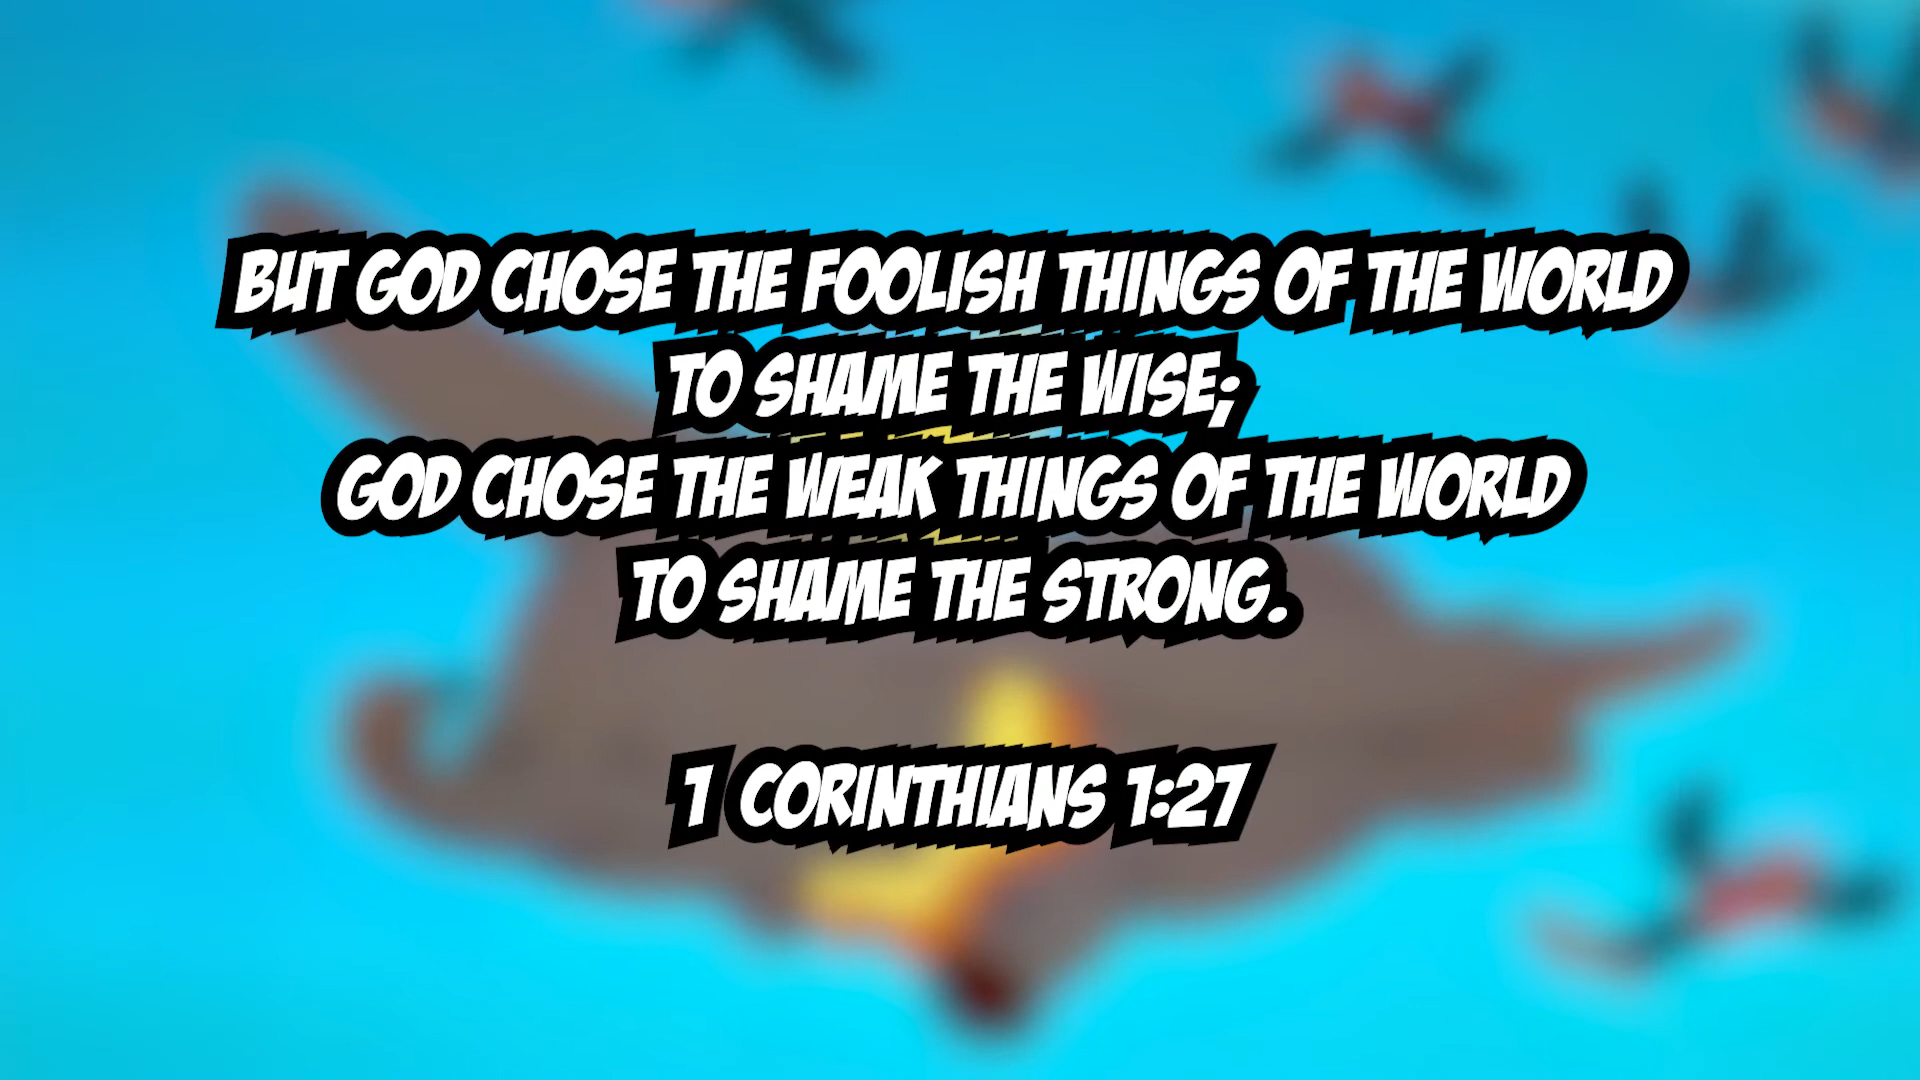 BUT GOD CHOSE THE FOOLISH THINGS OF THE WORLD
TO SHAME THE WISE;
GOD CHOSE THE WEAK THINGS OF THE WORLD
TO SHAME THE STRONG.
1 CORINTHIANS 1:27